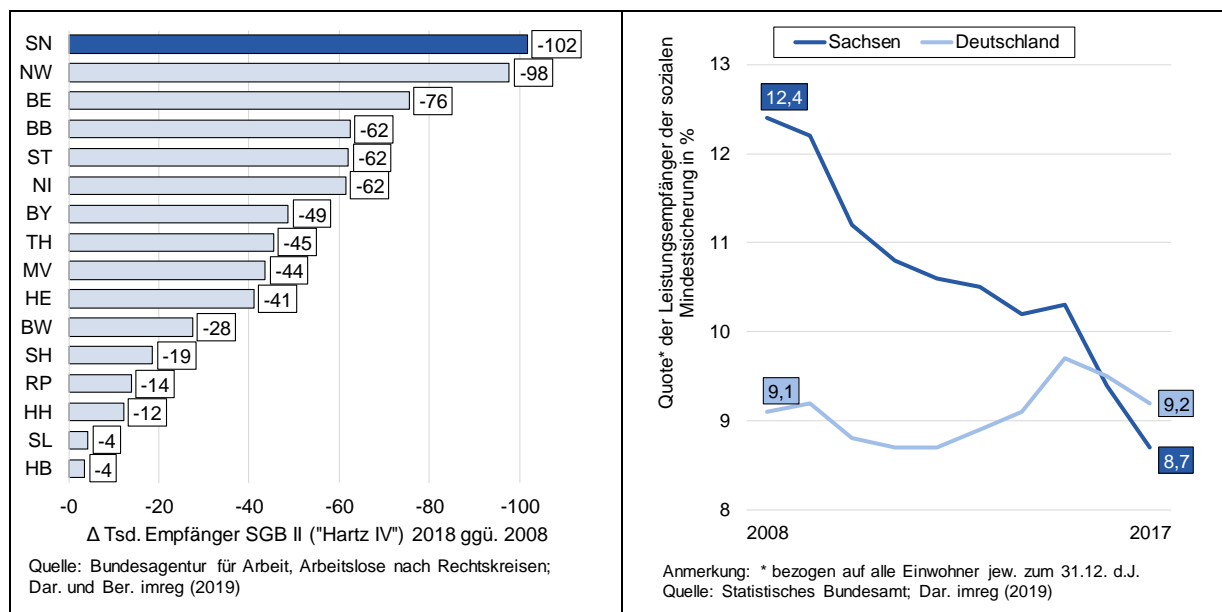 SN
-102
NW
-98
BE
-76
BB
-62
ST
-62
NI
-62
BY
-49
TH
-45
MV
-44
HE
-41
BW
-28
SH
-19
RP
-14
HH
-12
SL
-4
HB
-4
-0 -20 -40 -60 -80 -100
Δ Tsd. Empfänger SGB II ("Hartz IV") 2018 ggü. 2008
Quelle: Bundesagentur für Arbeit, Arbeitslose nach Rechtskreisen;
Dar. und Ber. imreg (2019)
Sachsen Deutschland
Quote* der Leistungsempfänger der sozialen
Mindestsicherung in %
13
12
11
10
9
8
12,4
9,1
9,2
8,7
2008 2017
Anmerkung: * bezogen auf alle Einwohner jew. zum 31.12. d.J.
Quelle: Statistisches Bundesamt; Dar. imreg (2019)